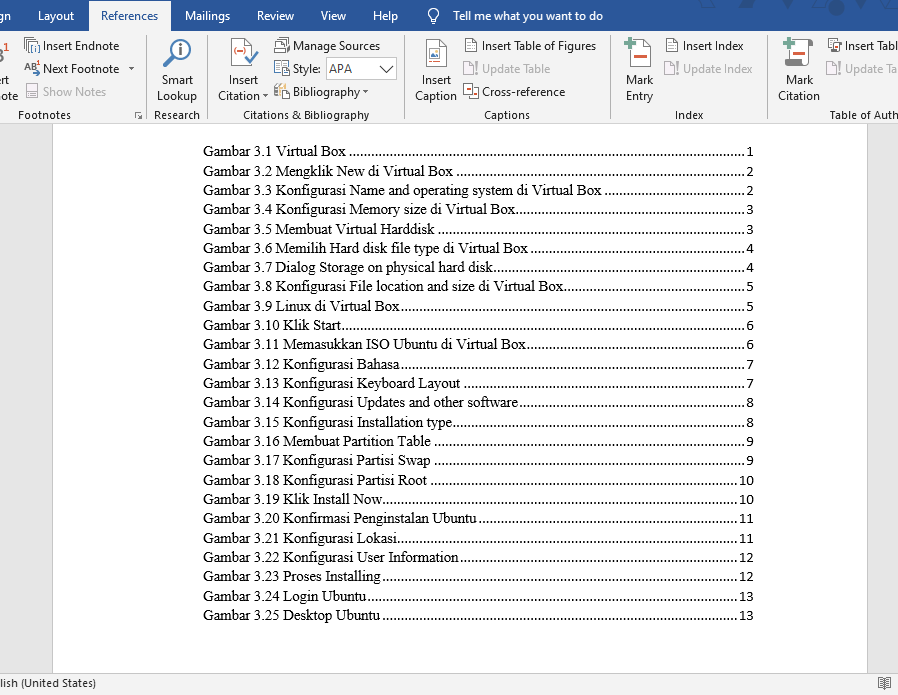 gn Layout References Mailings Review View Help Tell me what you want to do
Insert Endnote
AB1 Next Footnote
Show Notes
ert
ote
Footnotes
Smart
Lookup
Research
Insert
Citation
Manage Sources
Style: APA
Bibliography
Citations & Bibliography
Insert
Caption
Insert Table of Figures
Update Table
Cross-reference
Captions
Mark
Entry
Insert Index
Update Index
Index
Mark
Citation
Insert Tabl
Update Ta
Table of Auth
Gambar 3.1 Virtual Box ........ 1
Gambar 3.2 Mengklik New di Virtual Box ........ 2
Gambar 3.3 Konfigurasi Name and operating system di Virtual Box ........ 2
Gambar 3.4 Konfigurasi Memory size di Virtual Box ........ 3
Gambar 3.5 Membuat Virtual Harddisk ........ 3
Gambar 3.6 Memilih Hard disk file type di Virtual Box ........ 4
Gambar 3.7 Dialog Storage on physical hard disk ........ 4
Gambar 3.8 Konfigurasi File location and size di Virtual Box ........ 5
Gambar 3.9 Linux di Virtual Box ........ 5
Gambar 3.10 Klik Start ........ 6
Gambar 3.11 Memasukkan ISO Ubuntu di Virtual Box ........ 6
Gambar 3.12 Konfigurasi Bahasa ........ 7
Gambar 3.13 Konfigurasi Keyboard Layout ........ 7
Gambar 3.14 Konfigurasi Updates and other software ........ 8
Gambar 3.15 Konfigurasi Installation type ........ 8
Gambar 3.16 Membuat Partition Table ........ 9
Gambar 3.17 Konfigurasi Partisi Swap ........ 9
Gambar 3.18 Konfigurasi Partisi Root ........ 10
Gambar 3.19 Klik Install Now ........ 10
Gambar 3.20 Konfirmasi Penginstalan Ubuntu ........ 11
Gambar 3.21 Konfigurasi Lokasi ........ 11
Gambar 3.22 Konfigurasi User Information ........ 12
Gambar 3.23 Proses Installing ........ 12
Gambar 3.24 Login Ubuntu ........ 13
Gambar 3.25 Desktop Ubuntu ........ 13
lish (United States)